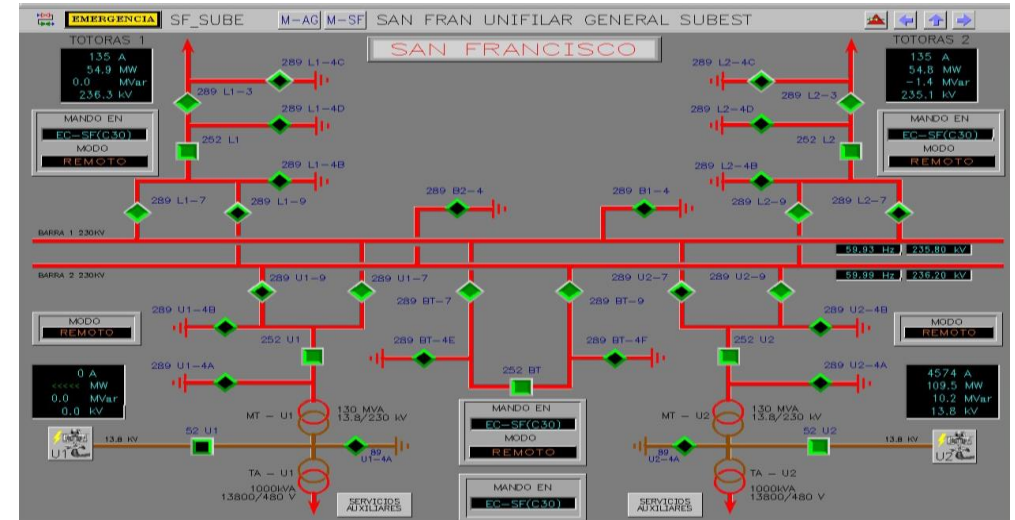 EMERGENCIA SF_SUBE M-AG M-SF SAN FRAN UNIFILAR GENERAL SUBEST
TOTORAS 1
SAN FRANCISCO
TOTORAS 2
135 A
54.9 MW
0.0 MVar
236.3 kV
289 L1-4C
289 L2-4C
135 A
54.8 MW
-1.4 MVar
235.1 kV
289 L1-3
289 L2-3
289 L1-4D
289 L2-4D
MANDO EN
EC-SF(C30)
MODO
REMOTO
MANDO EN
EC-SF(C30)
MODO
REMOTO
252 L1
252 L2
289 L1-4B
289 L2-4B
289 B2-4
289 B1-4
289 L1-7
289 L1-9
289 L2-9
289 L2-7
BARRA 1 230KV
59.93 Hz 235.80 kV
BARRA 2 230KV
59.99 Hz 236.20 kV
289 U1-9
289 U1-7
289 U2-7
289 U2-9
289 BT-7
289 BT-9
289 U1-4B
289 U2-4B
MODO
REMOTO
MODO
REMOTO
252 U1
289 BT-4E
289 BT-4F
252 U2
289 U1-4A
252 BT
289 U2-4A
0 A
<<<<< MW
0.0 MVar
0.0 kV
4574 A
109.5 MW
10.2 MVar
13.8 kV
MT - U1
130 MVA
13.8/230 kV
MANDO EN
EC-SF(C30)
MODO
REMOTO
MT - U2
130 MVA
13.8/230 kV
52 U1
52 U2
13.8 KV
13.8 KV
U1
89
U1-4A
89
U2-4A
U2
TA - U1
1000kVA
13800/480 V
TA - U2
1000kVA
13800/480 V
SERVICIOS
AUXILIARES
MANDO EN
EC-SF(C30)
SERVICIOS
AUXILIARES